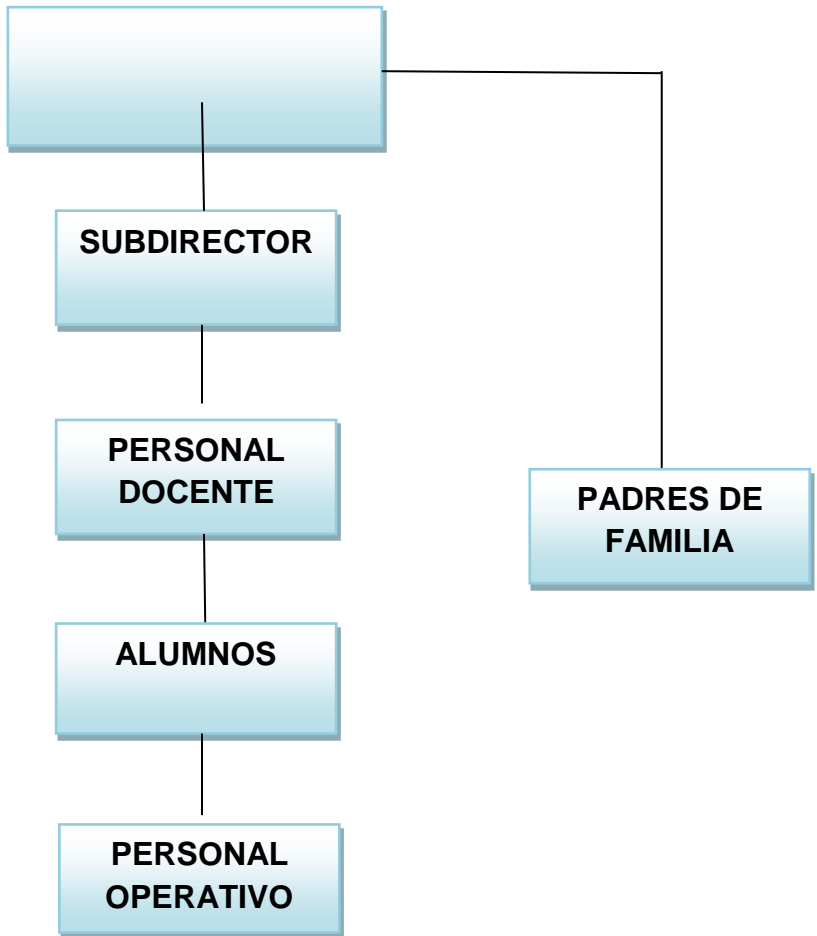 SUBDIRECTOR
PERSONAL
DOCENTE
PADRES DE
FAMILIA
ALUMNOS
PERSONAL
OPERATIVO